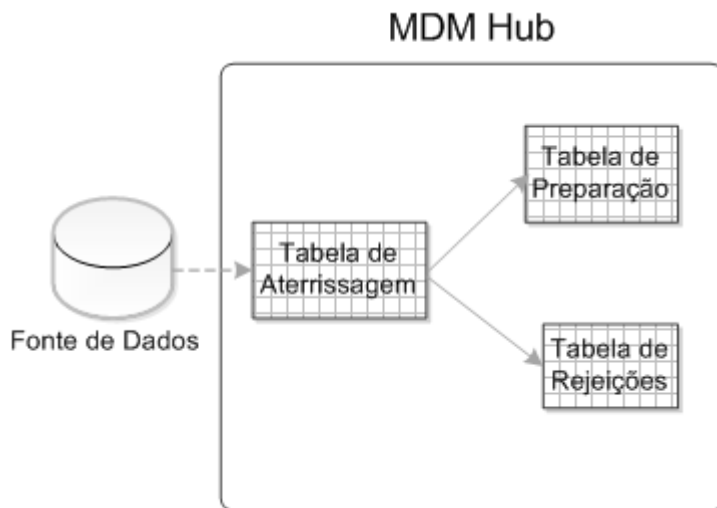 MDM Hub
Tabela de
Preparação
Tabela de
Aterrissagem
Fonte de Dados
Tabela de
Rejeições